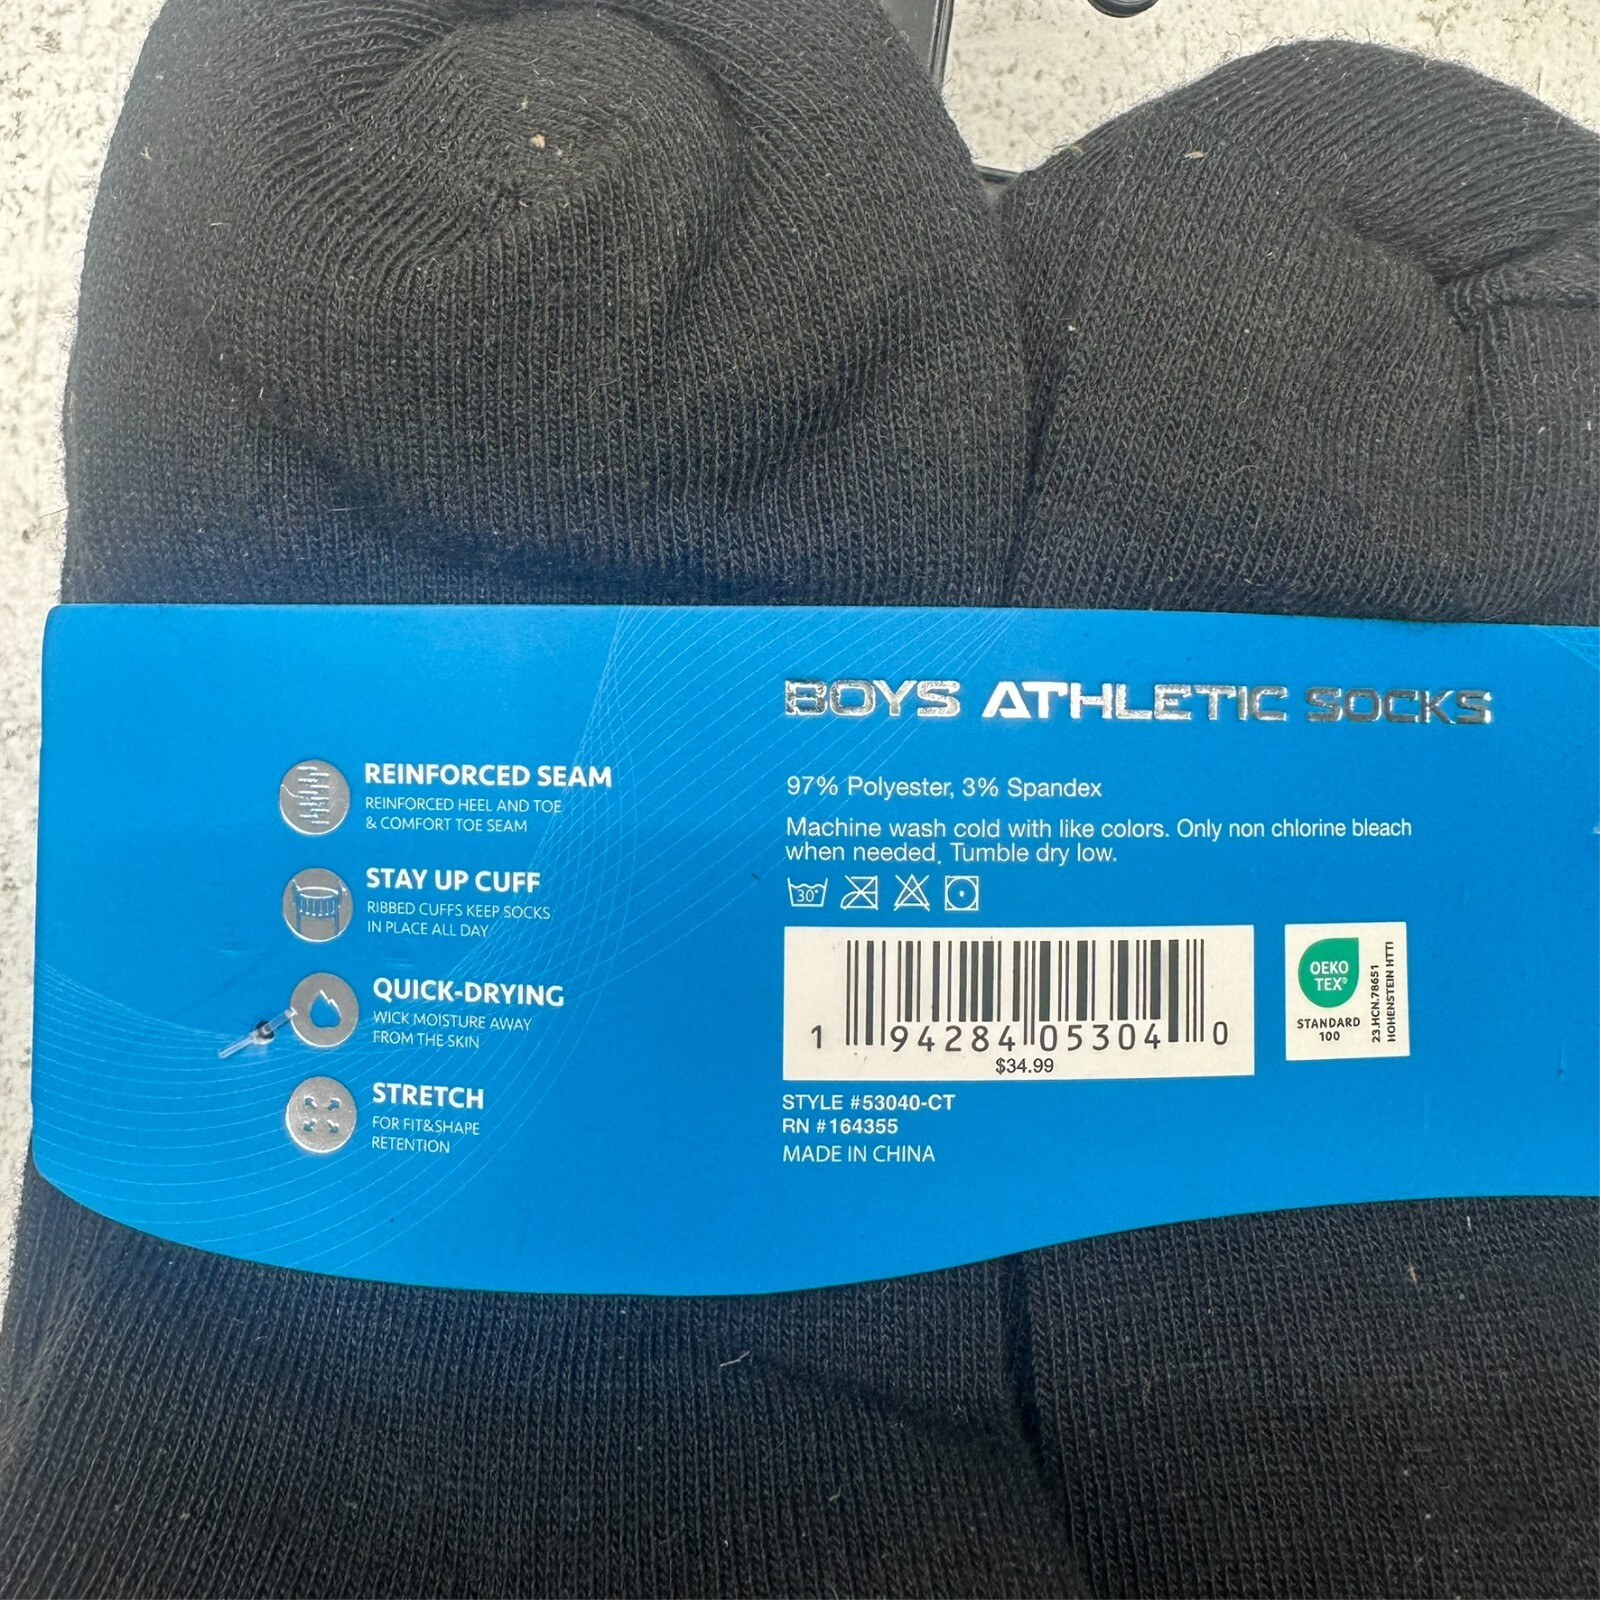 BOYS ATHLETIC SOCKS
REINFORCED SEAM
REINFORCED HEEL AND TOE
& COMFORT TOE SEAM
STAY UP CUFF
RIBBED CUFFS KEEP SOCKS
IN PLACE ALL DAY
QUICK-DRYING
WICK MOISTURE AWAY
FROM THE SKIN
STRETCH
FOR FIT&SHAPE
RETENTION
97% Polyester, 3% Spandex
Machine wash cold with like colors. Only non chlorine bleach
when needed. Tumble dry low.
30°
1 94284 05304 0
$34.99
OEKO
TEX®
STANDARD
100
23.HCN.78651
HOHENSTEIN HTTI
STYLE #53040-CT
RN #164355
MADE IN CHINA